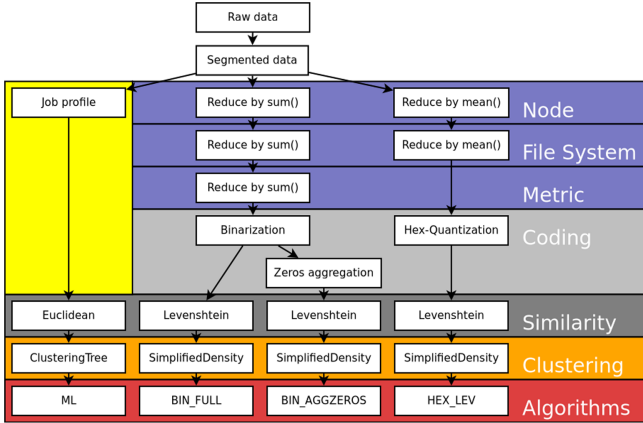 Raw data
Segmented data
Job profile
Reduce by sum()
Reduce by mean()
Node
Reduce by sum()
Reduce by mean()
File System
Reduce by sum()
Metric
Binarization
Hex-Quantization
Coding
Zeros aggregation
Euclidean
Levenshtein
Levenshtein
Levenshtein
Similarity
ClusteringTree
SimplifiedDensity
SimplifiedDensity
SimplifiedDensity
Clustering
ML
BIN_FULL
BIN_AGGZEROS
HEX_LEV
Algorithms